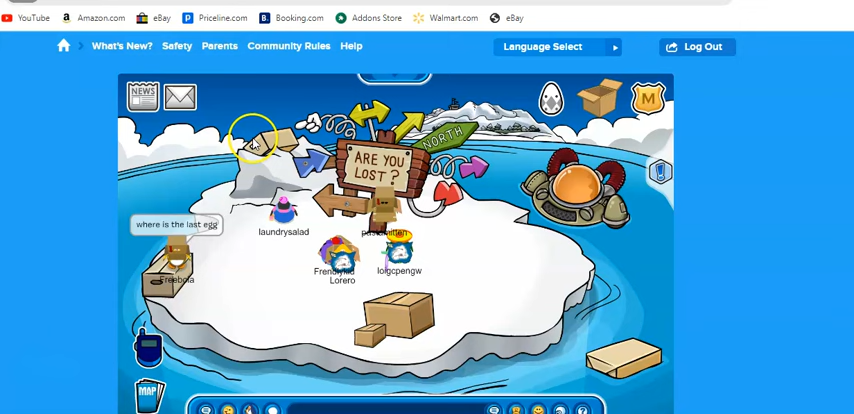 YouTube Amazon.com eBay Priceline.com Booking.com Addons Store Walmart.com eBay
What's New? Safety Parents Community Rules Help Language Select Log Out
NEWS
M
NORTH
ARE YOU
LOST?
where is the last egg
laundrysalad
Freebola
Lorero
MAP